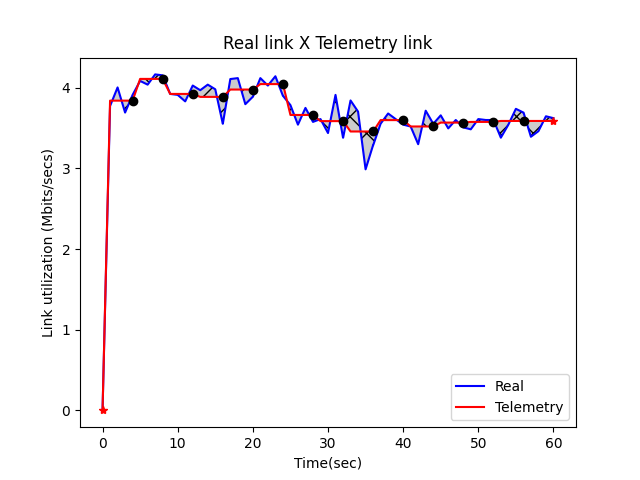 Real link X Telemetry link
Link utilization (Mbits/secs)
4
3
2
1
0
0 10 20 30 40 50 60
Time(sec)
Real
Telemetry